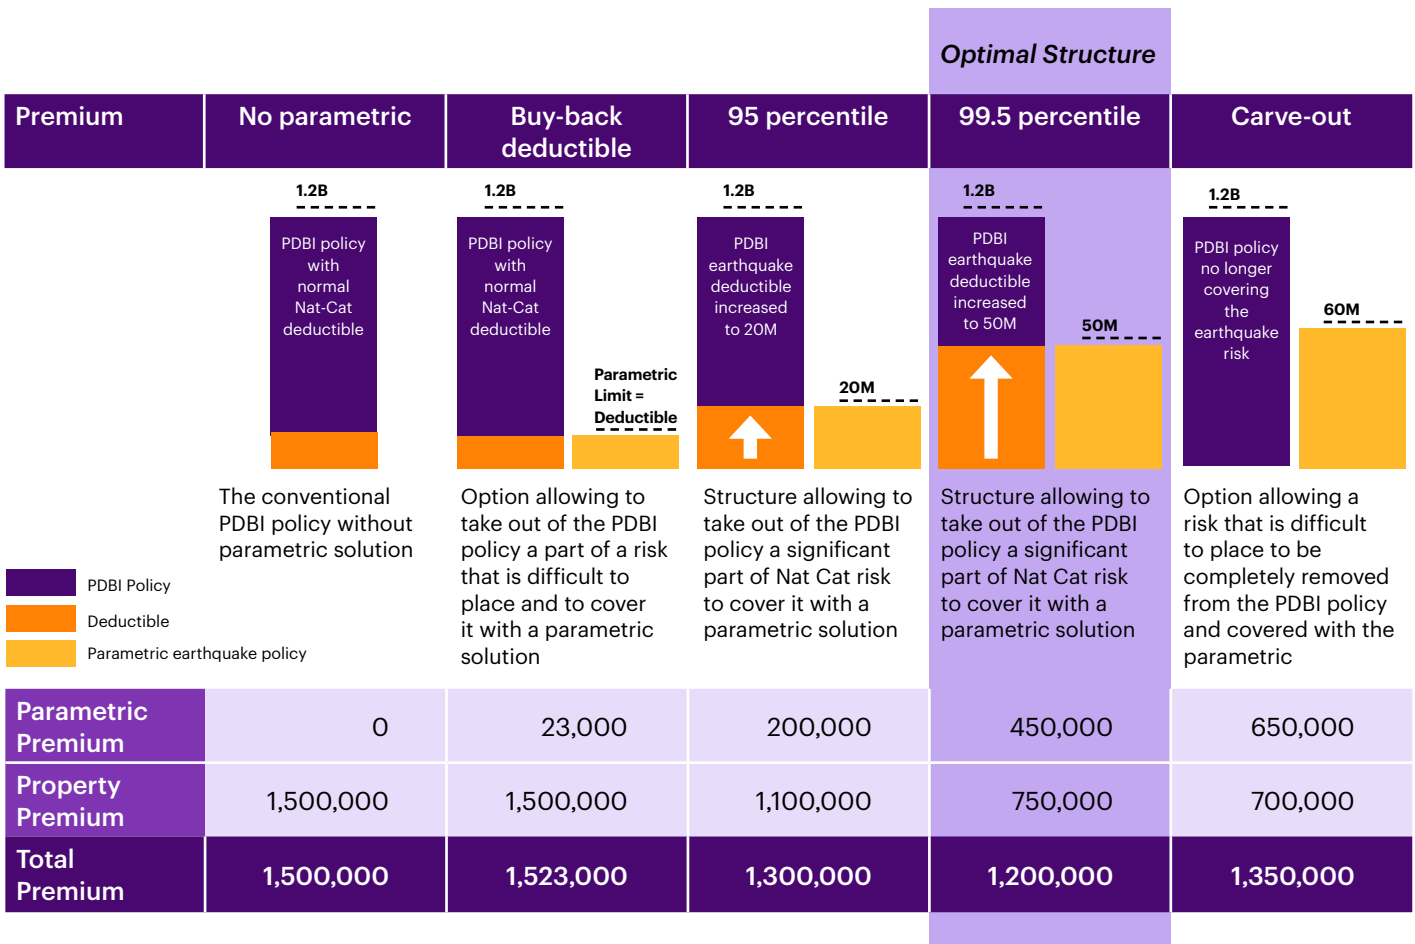 Optimal Structure
Premium
No parametric
Buy-back
deductible
95 percentile
99.5 percentile
Carve-out
1.2B
PDBI policy
with
normal
Nat-Cat
deductible
1.2B
PDBI policy
with
normal
Nat-Cat
deductible
Parametric
Limit =
Deductible
1.2B
PDBI
earthquake
deductible
increased
to 20M
20M
1.2B
PDBI
earthquake
deductible
increased
to 50M
50M
1.2B
PDBI policy
no longer
covering
the
earthquake
risk
60M
The conventional
PDBI policy without
parametric solution
Option allowing to
take out of the PDBI
policy a part of a risk
that is difficult to
place and to cover
it with a parametric
solution
Structure allowing to
take out of the PDBI
policy a significant
part of Nat Cat risk
to cover it with a
parametric solution
Structure allowing to
take out of the PDBI
policy a significant
part of Nat Cat risk
to cover it with a
parametric solution
Option allowing a
risk that is difficult
to place to be
completely removed
from the PDBI policy
and covered with the
parametric
PDBI Policy
Deductible
Parametric earthquake policy
Parametric
Premium
0
23,000
200,000
450,000
650,000
Property
Premium
1,500,000
1,500,000
1,100,000
750,000
700,000
Total
Premium
1,500,000
1,523,000
1,300,000
1,200,000
1,350,000